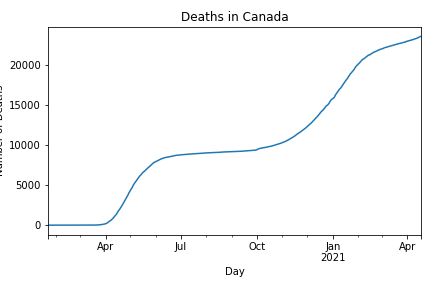 Deaths in Canada
Number of Deaths
20000
15000
10000
5000
0
Apr
Jul
Oct
Jan
2021
Apr
Day